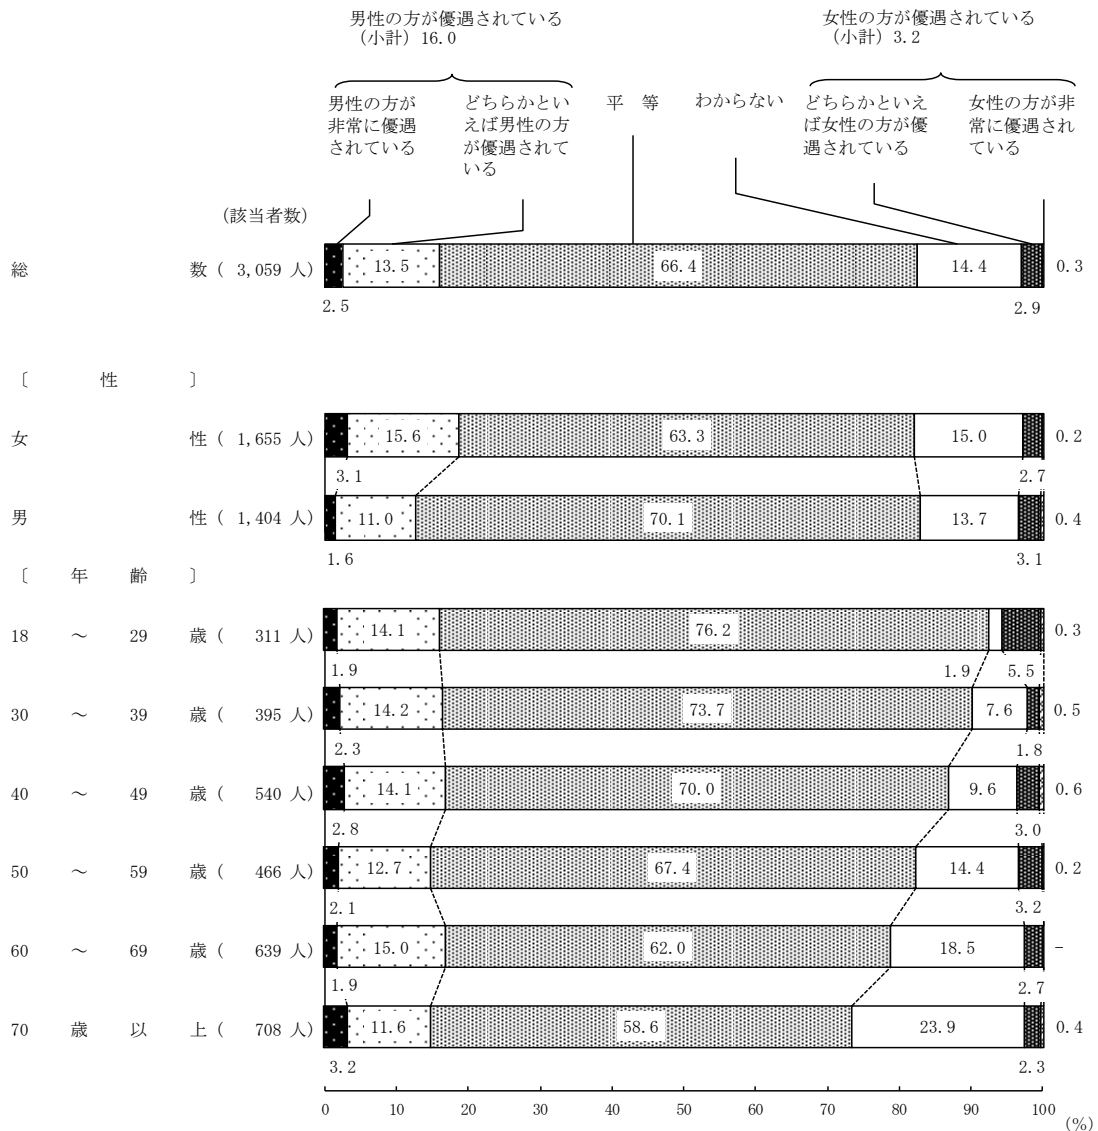 男性の方が優遇されている
（小計）16.0
女性の方が優遇されている
（小計）3.2
男性の方が
非常に優遇
されている
どちらかとい
えば男性の方
が優遇されて
いる
平 等
わからない
どちらかといえ
ば女性の方が優
遇されている
女性の方が非
常に優遇され
ている
(該当者数)
総 数 ( 3,059 人) 13.5 66.4 14.4 0.3
2.5 2.9
〔 性 〕
女 性 ( 1,655 人) 15.6 63.3 15.0 0.2
3.1 2.7
男 性 ( 1,404 人) 11.0 70.1 13.7 0.4
1.6 3.1
〔 年 齢 〕
18 ～ 29 歳 ( 311 人) 14.1 76.2 0.3
1.9 1.9 5.5
30 ～ 39 歳 ( 395 人) 14.2 73.7 7.6 0.5
2.3 1.8
40 ～ 49 歳 ( 540 人) 14.1 70.0 9.6 0.6
2.8 3.0
50 ～ 59 歳 ( 466 人) 12.7 67.4 14.4 0.2
2.1 3.2
60 ～ 69 歳 ( 639 人) 15.0 62.0 18.5 -
1.9 2.7
70 歳 以 上 ( 708 人) 11.6 58.6 23.9 0.4
3.2 2.3
0 10 20 30 40 50 60 70 80 90 100
(%)